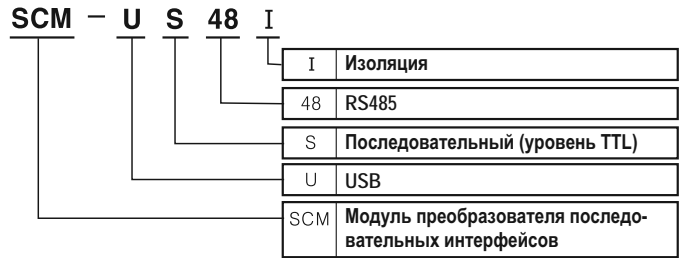 SCM - U S 48 I
I Изоляция
48 RS485
S Последовательный (уровень TTL)
U USB
SCM Модуль преобразователя последо-
вательных интерфейсов